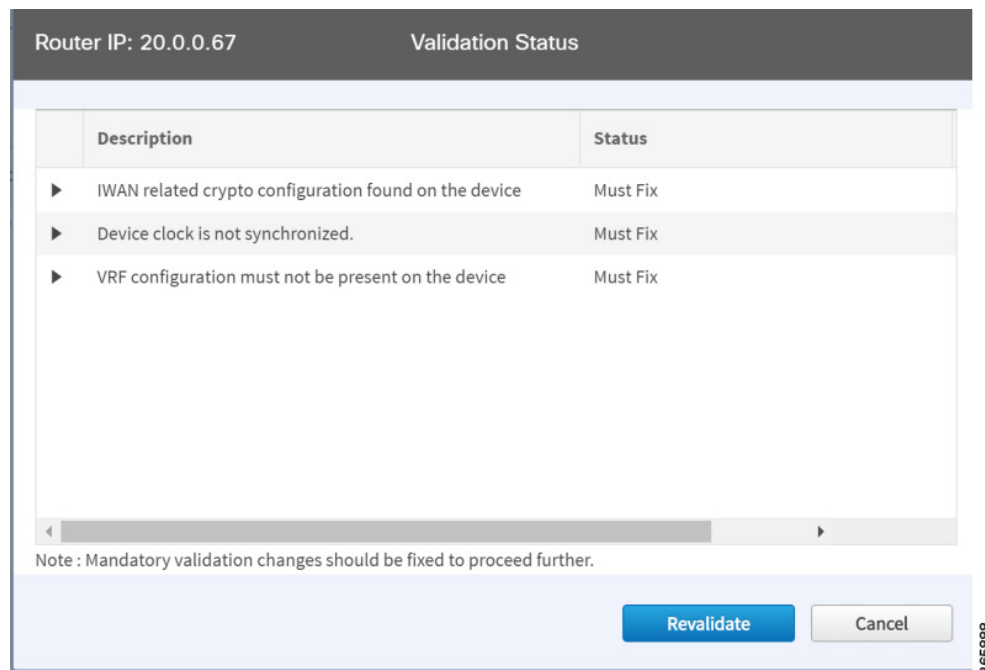 Router IP: 20.0.0.67 Validation Status
Description Status
IWAN related crypto configuration found on the device Must Fix
Device clock is not synchronized. Must Fix
VRF configuration must not be present on the device Must Fix
Note : Mandatory validation changes should be fixed to proceed further.
Revalidate Cancel